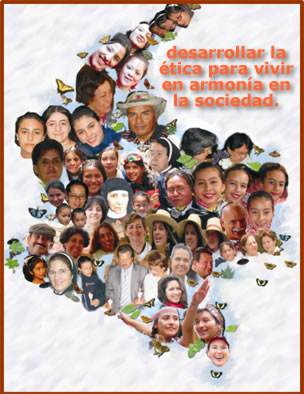 desarrollar la
ética para vivir
en armonía en
la sociedad.